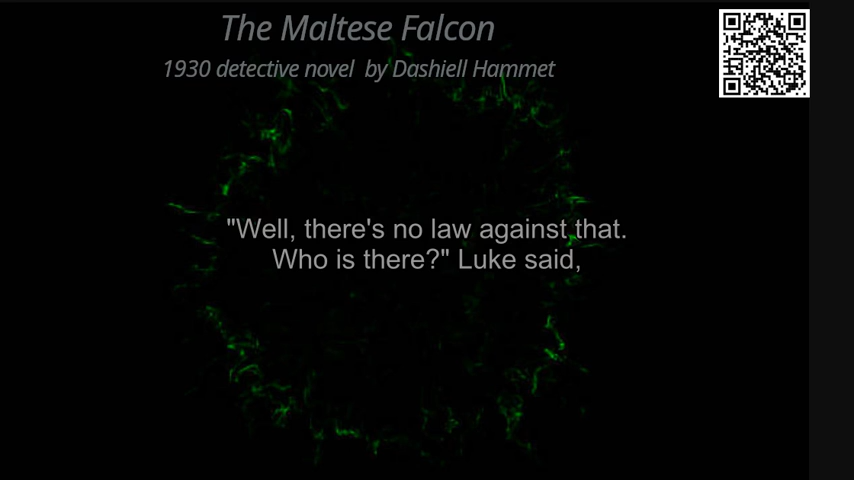 The Maltese Falcon
1930 detective novel by Dashiell Hammet
"Well, there's no law against that.
Who is there?" Luke said,